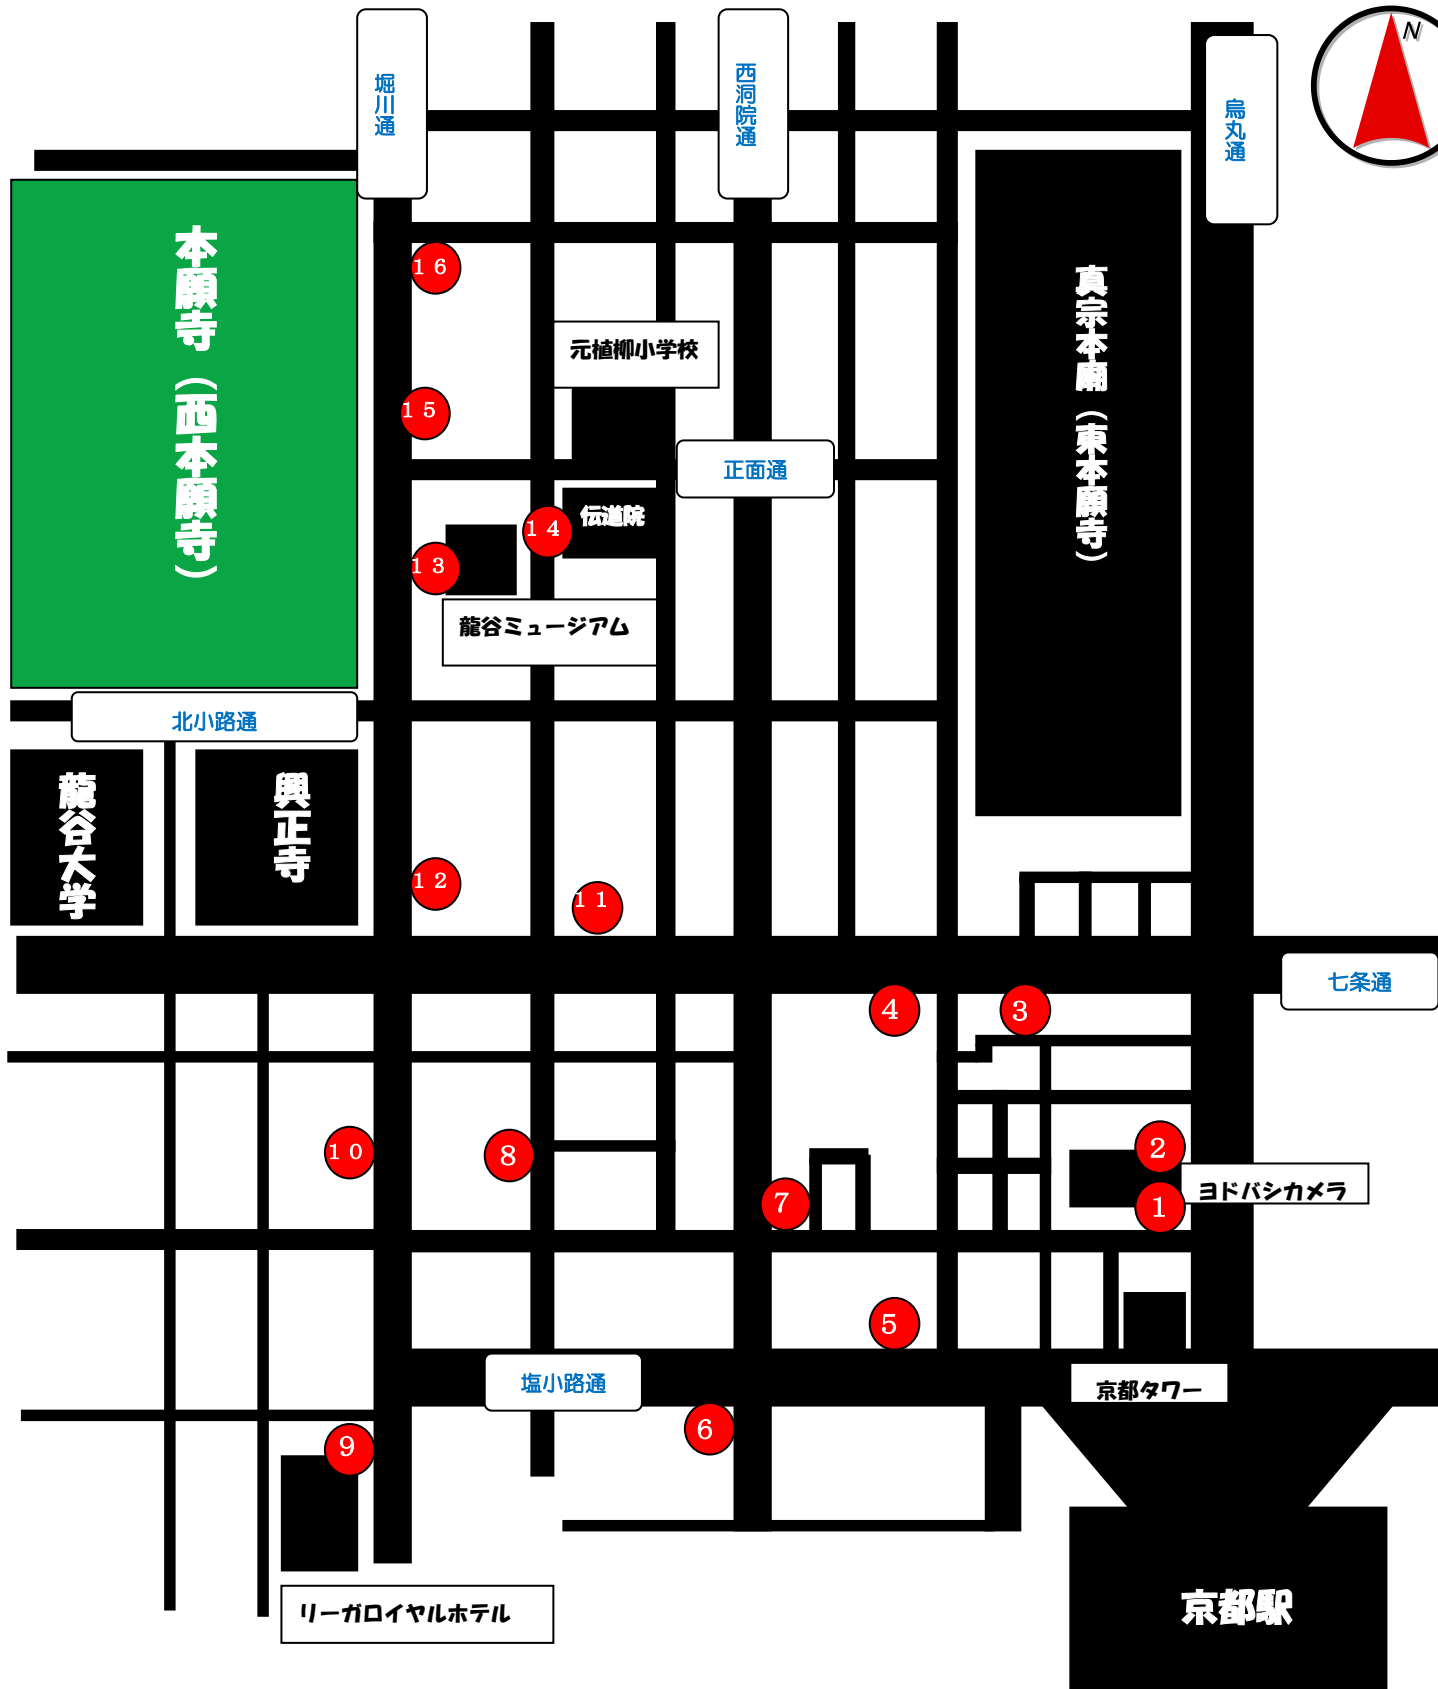 堀川通
西洞院通
烏丸通
N
本願寺（西本願寺）
真宗本廟（東本願寺）
１６
元植柳小学校
１５
正面通
伝道院
１４
１３
龍谷ミュージアム
北小路通
龍谷大学
興正寺
１２
１１
七条通
４
３
１０
８
２
７
１
ヨドバシカメラ
５
塩小路通
京都タワー
６
９
リーガロイヤルホテル
京都駅